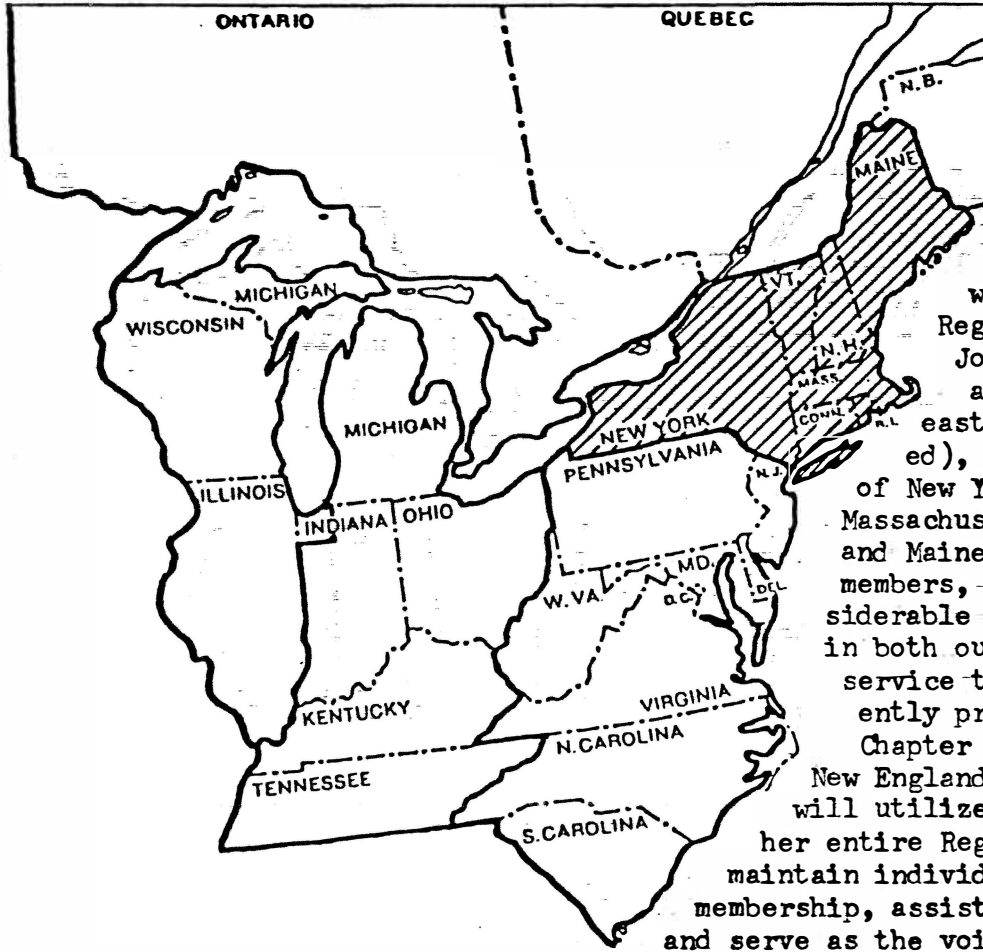 ONTARIO
QUEBEC
N.B.
MAINE
VT.
N.H.
MASS.
CONN.
R.I.
NEW YORK
MICHIGAN
WISCONSIN
MICHIGAN
PENNSYLVANIA
N.J.
ILLINOIS
INDIANA
OHIO
MD.
DEL
D.C.
W.VA.
VIRGINIA
KENTUCKY
N.CAROLINA
TENNESSEE
S.CAROLINA
w
Reg
Jo
a
east
ed),
of New Y
Massachus
and Maine
members, -
siderable
in both ou
service t
ently pr
Chapter
New England
will utilize
her entire Reg
maintain individ
membership, assist
and serve as the voi